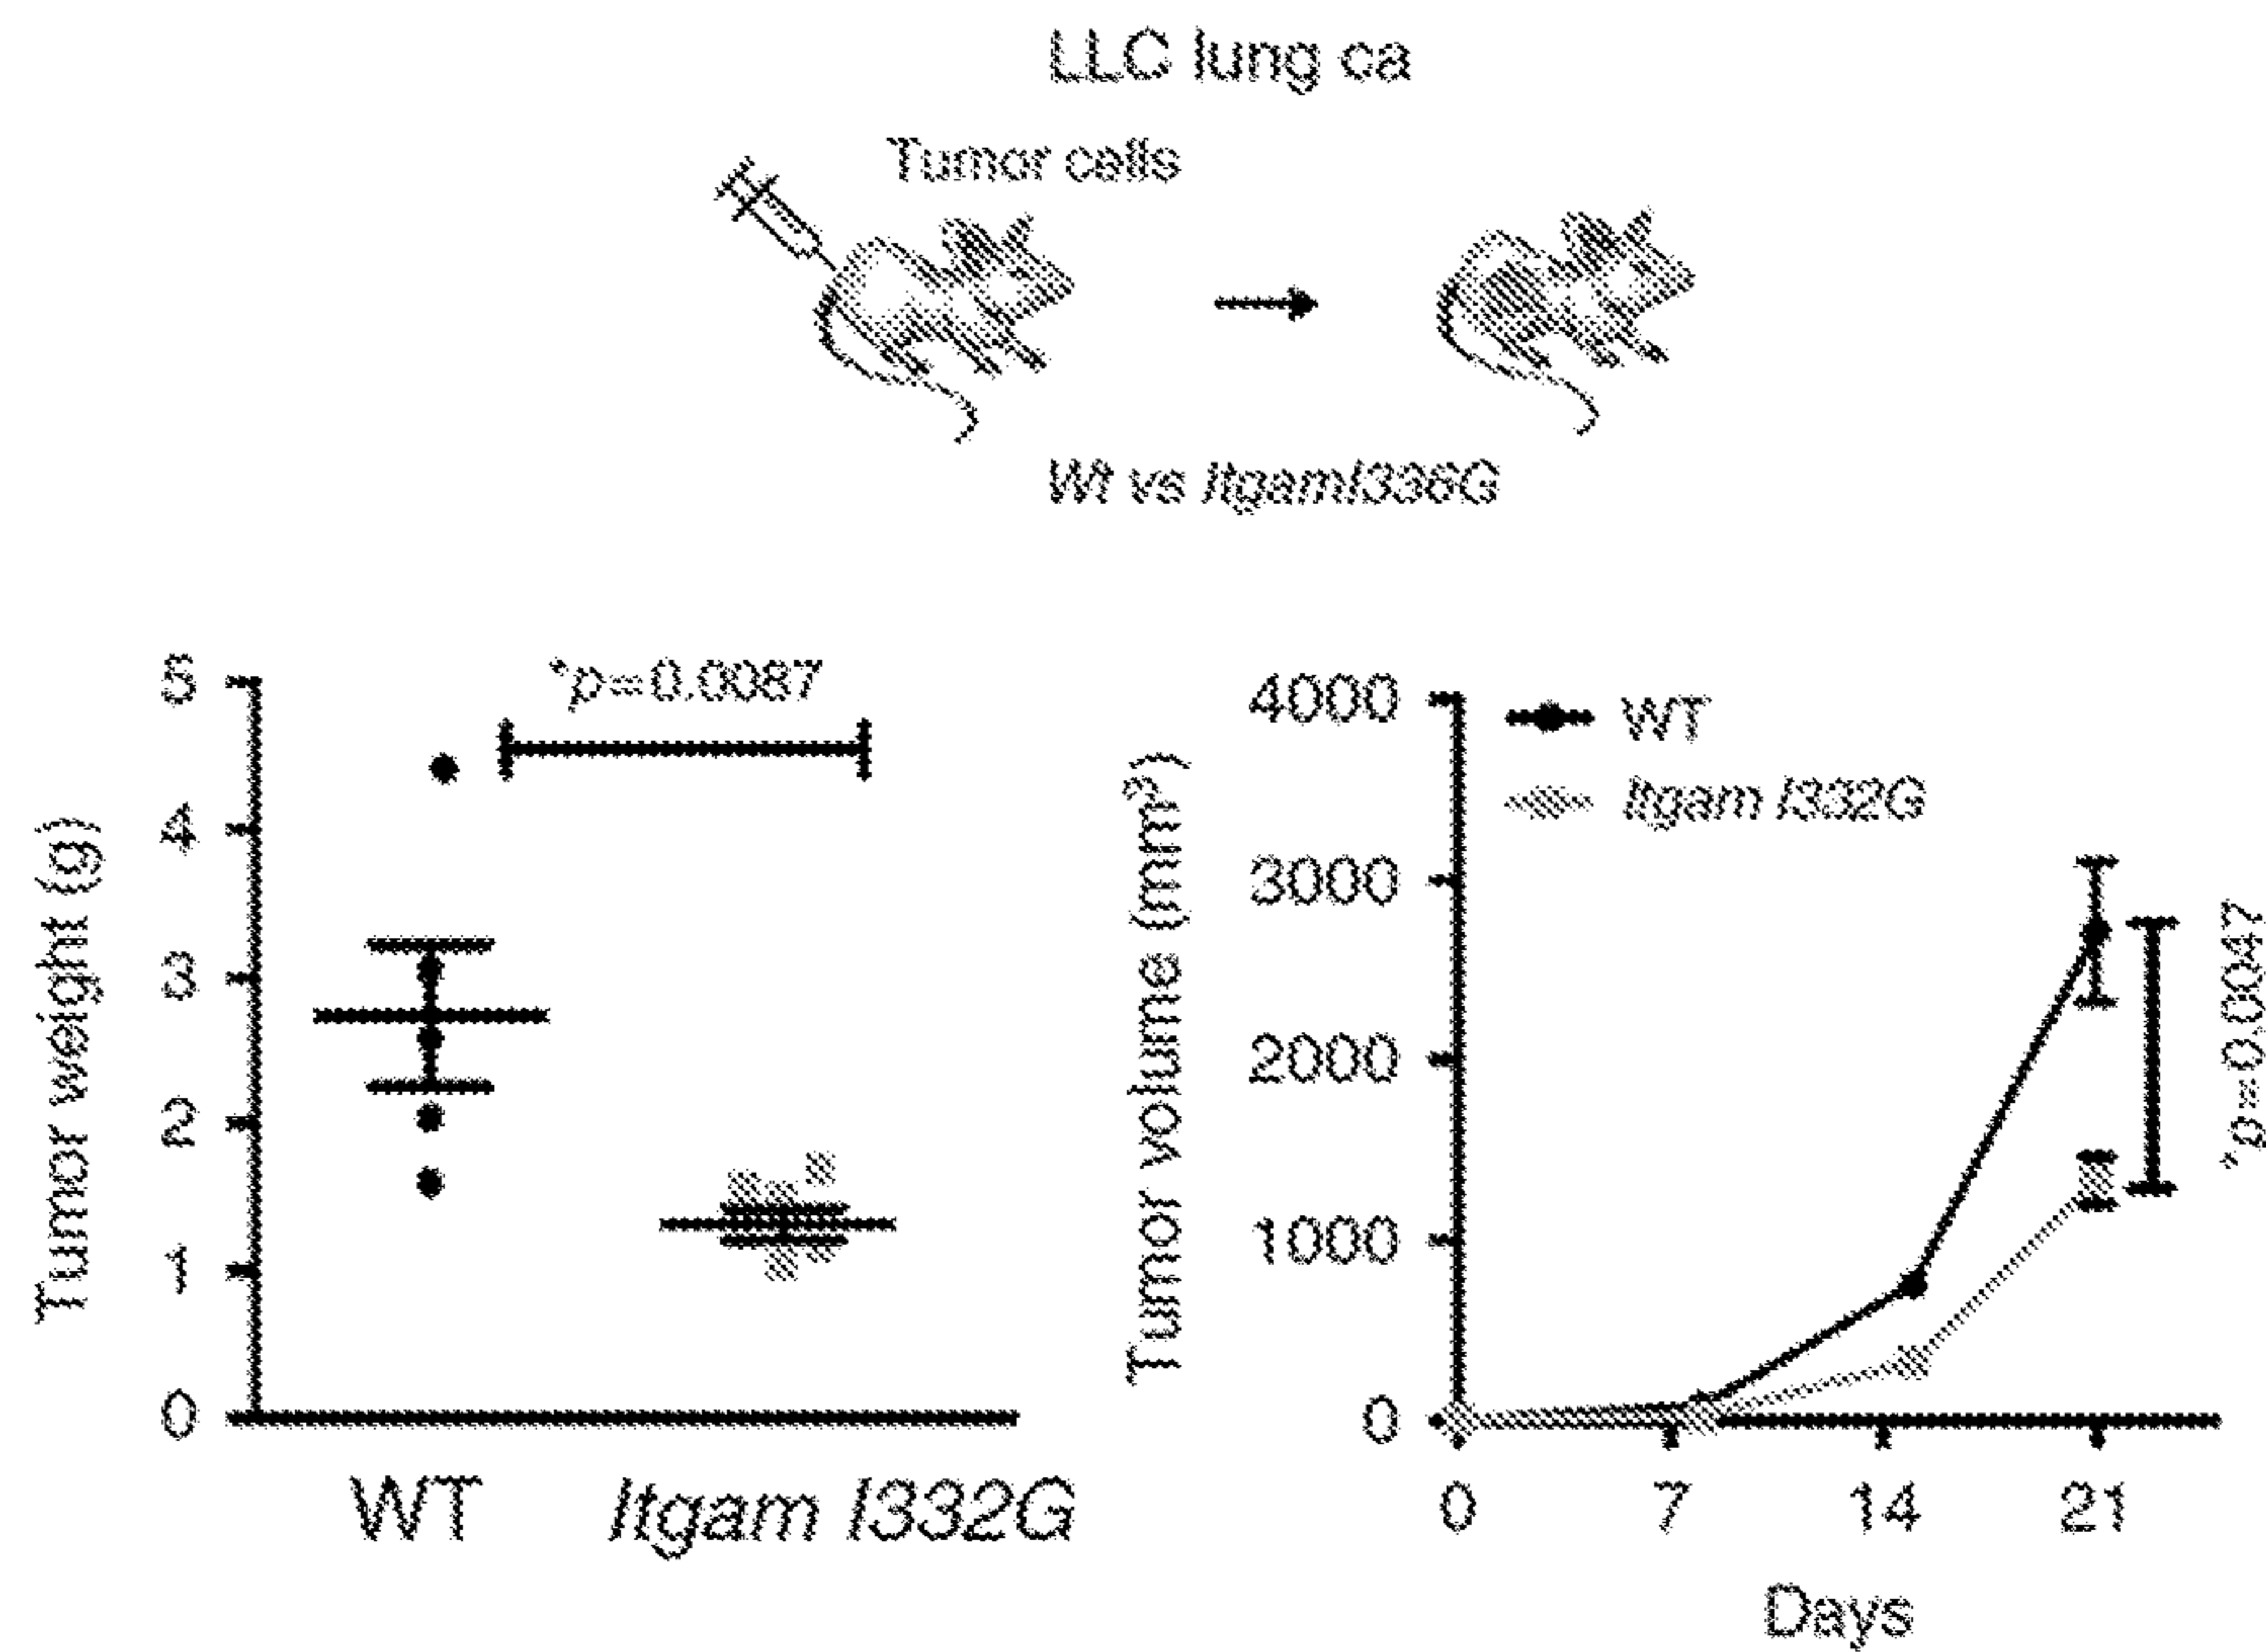 LLC lung ca
Tumor cells
Wt vs ItgamI336G
Tumor weight (g)
5
4
3
2
1
0
*p=0.0087
WT
Itgam I332G
Tumor volume (mm³)
4000
3000
2000
1000
0
WT
Itgam I332G
*p=0.0047
0 7 14 21
Days